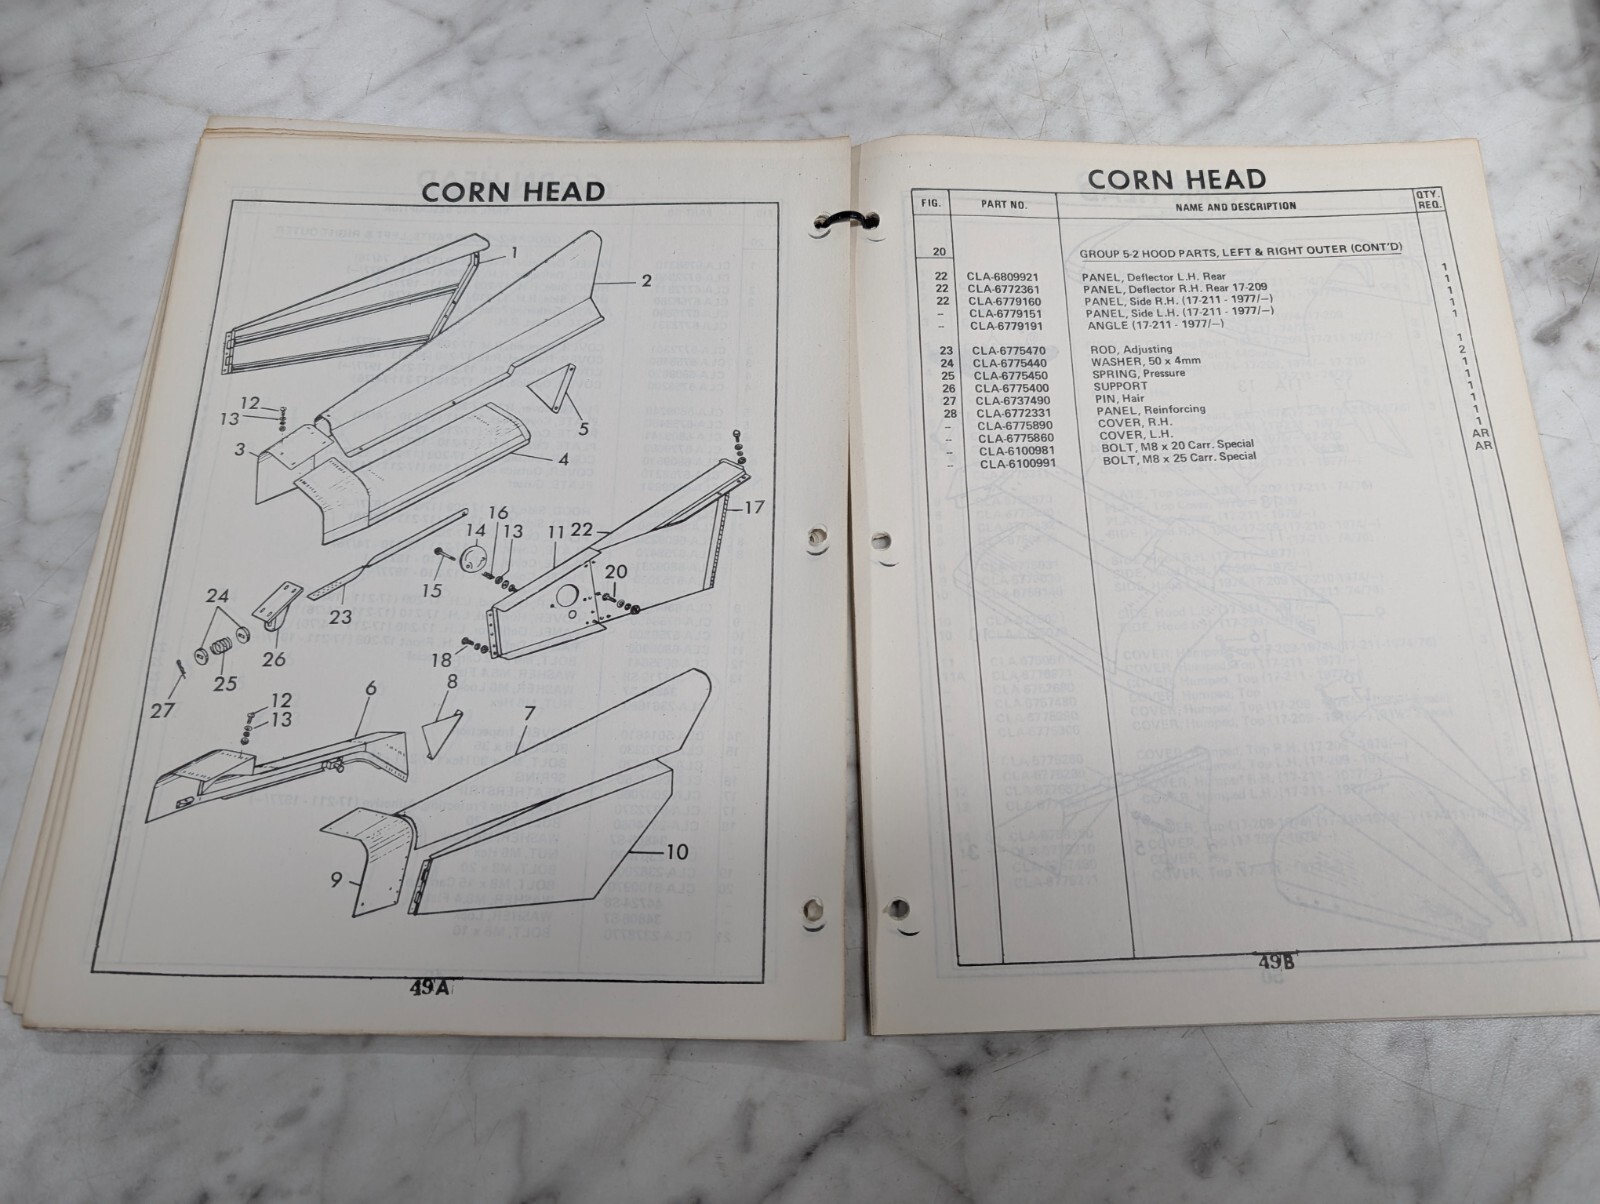 CORN HEAD
1
2
12
13
3
5
4
17
16
14
13
11
22
15
20
24
23
18
26
25
27
6
8
12
13
7
10
9
49A
CORN HEAD
FIG. PART NO. NAME AND DESCRIPTION QTY. REQ.
20 GROUP 5-2 HOOD PARTS, LEFT & RIGHT OUTER (CONT'D)
22 CLA-6809921 PANEL, Deflector L.H. Rear 1
22 CLA-6772361 PANEL, Deflector R.H. Rear 17-209 1
22 CLA-6779160 PANEL, Side R.H. (17-211 - 1977/—) 1
– CLA-6779151 PANEL, Side L.H. (17-211 - 1977/—) 1
– CLA-6779191 ANGLE (17-211 - 1977/—) 1
23 CLA-6775470 ROD, Adjusting 1
24 CLA-6775440 WASHER, 50 x 4mm 2
25 CLA-6775450 SPRING, Pressure 1
26 CLA-6775400 SUPPORT 1
27 CLA-6737490 PIN, Hair 1
28 CLA-6772331 PANEL, Reinforcing 1
– CLA-6775890 COVER, R.H. 1
– CLA-6775860 COVER, L.H. 1
– CLA-6100981 BOLT, M8 x 20 Carr. Special AR
– CLA-6100991 BOLT, M8 x 25 Carr. Special AR
49B